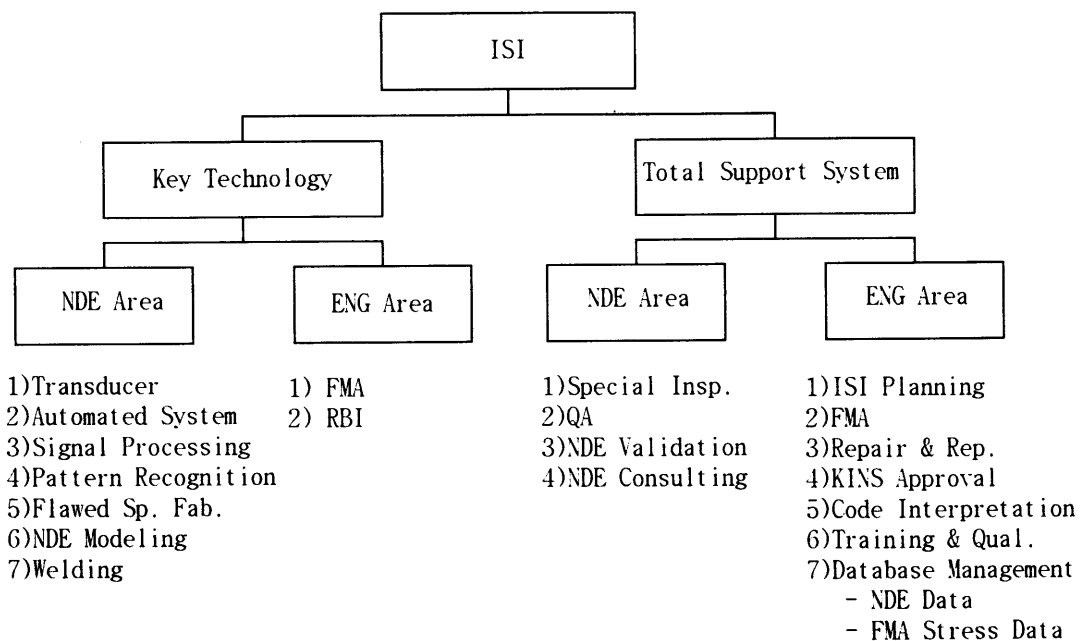 ISI
Key Technology
Total Support System
NDE Area
ENG Area
NDE Area
ENG Area
1)Transducer
2)Automated System
3)Signal Processing
4)Pattern Recognition
5)Flawed Sp. Fab.
6)NDE Modeling
7)Welding
1) FMA
2) RBI
1)Special Insp.
2)QA
3)NDE Validation
4)NDE Consulting
1)ISI Planning
2)FMA
3)Repair & Rep.
4)KINS Approval
5)Code Interpretation
6)Training & Qual.
7)Database Management
- NDE Data
- FMA Stress Data